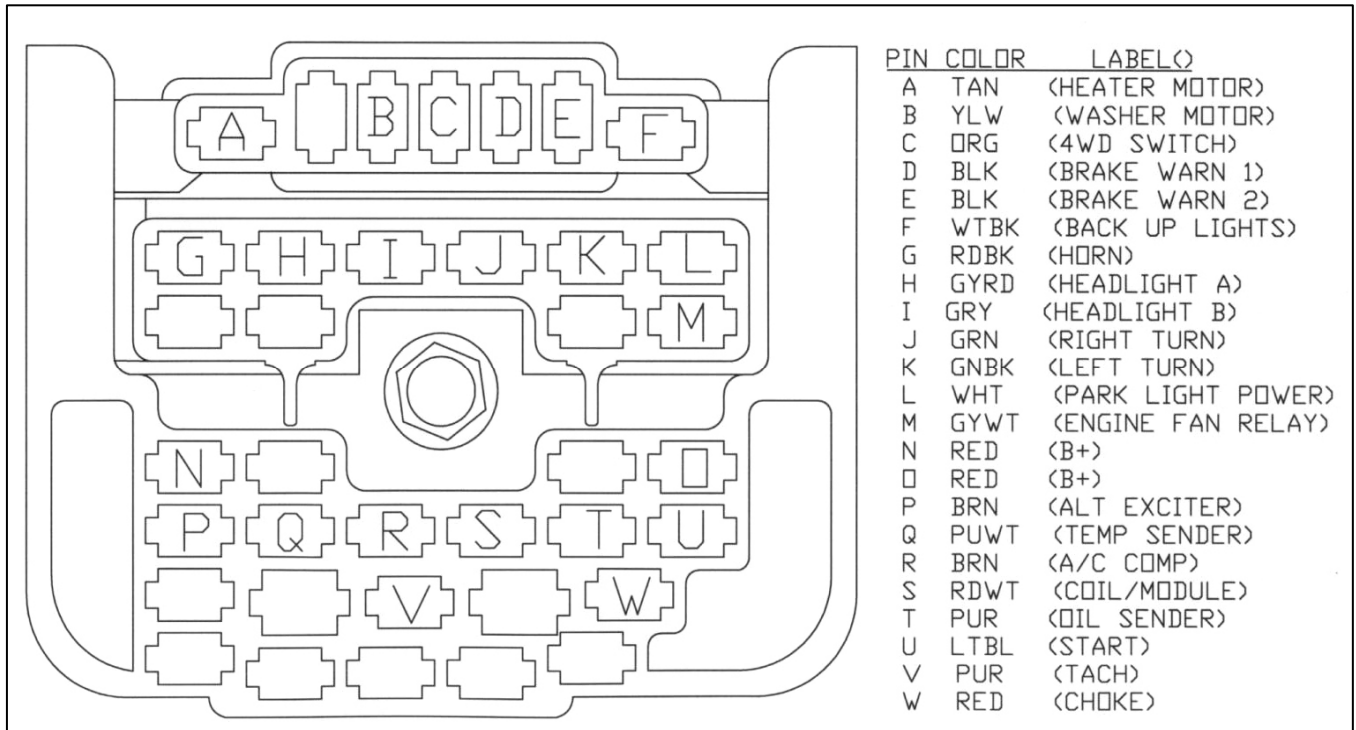 A B C D E F
G H I J K L
M
N O
P Q R S T U
V W
PIN COLOR LABEL()
A TAN (HEATER MOTOR)
B YLW (WASHER MOTOR)
C ORG (4WD SWITCH)
D BLK (BRAKE WARN 1)
E BLK (BRAKE WARN 2)
F WTBK (BACK UP LIGHTS)
G RDBK (HORN)
H GYRD (HEADLIGHT A)
I GRY (HEADLIGHT B)
J GRN (RIGHT TURN)
K GNBK (LEFT TURN)
L WHT (PARK LIGHT POWER)
M GYWT (ENGINE FAN RELAY)
N RED (B+)
O RED (B+)
P BRN (ALT EXCITER)
Q PUWT (TEMP SENDER)
R BRN (A/C COMP)
S RDWT (COIL/MODULE)
T PUR (OIL SENDER)
U LTBL (START)
V PUR (TACH)
W RED (CHOKE)